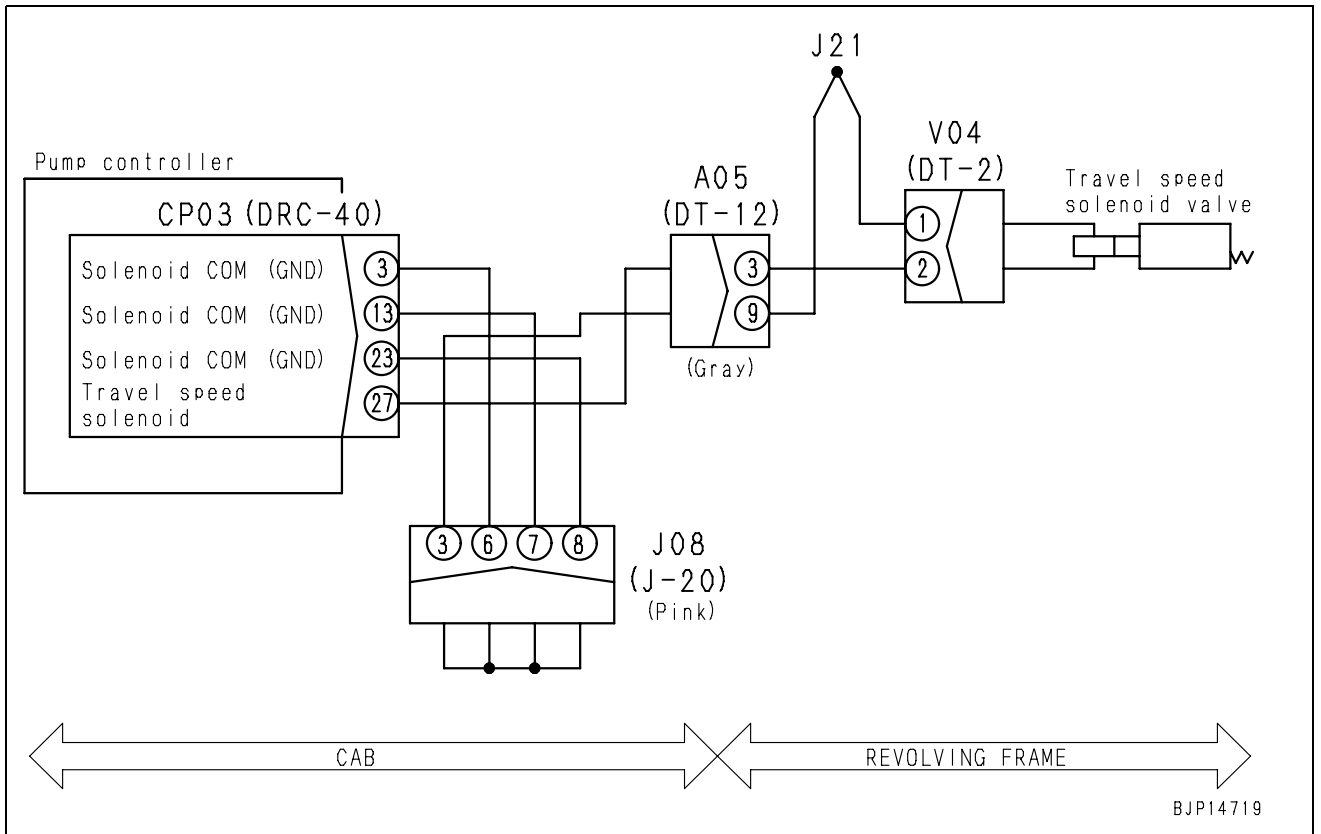 J21
V04
(DT-2)
Travel speed
solenoid valve
1
2
A05
(DT-12)
3
9
(Gray)
Pump controller
CP03 (DRC-40)
Solenoid COM (GND) 3
Solenoid COM (GND) 13
Solenoid COM (GND) 23
Travel speed
solenoid 27
3 6 7 8
J08
(J-20)
(Pink)
CAB
REVOLVING FRAME
BJP14719